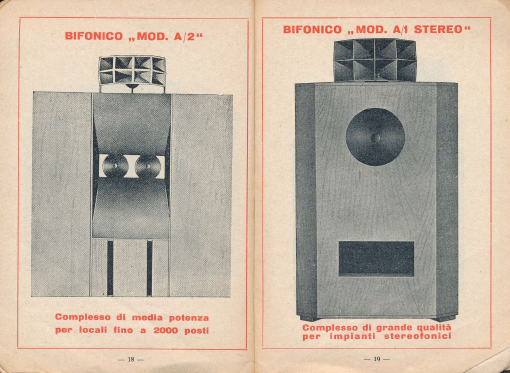 BIFONICO „MOD. A/2“
Complesso di media potenza
per locali fino a 2000 posti
— 18 —
BIFONICO „MOD. A/1 STEREO“
Complesso di grande qualità
per impianti stereofonici
— 19 —